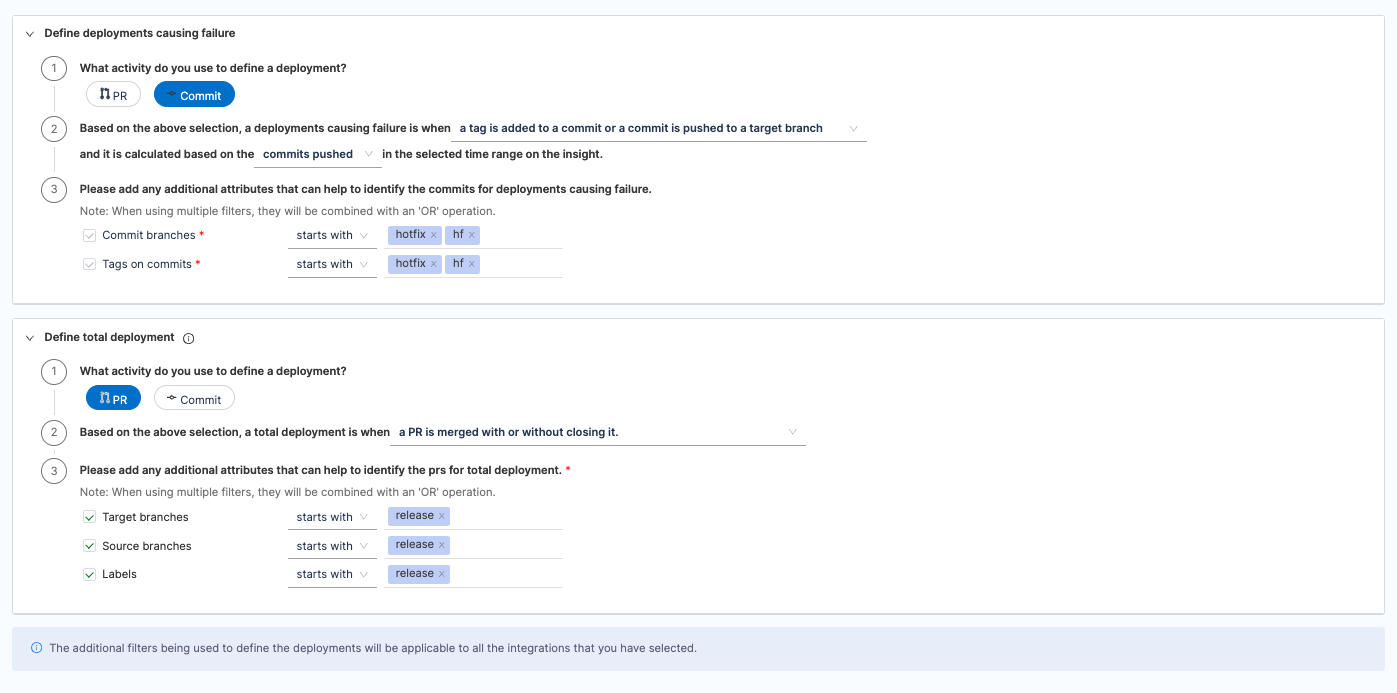 Define deployments causing failure
1 What activity do you use to define a deployment?
PR Commit
2 Based on the above selection, a deployments causing failure is when a tag is added to a commit or a commit is pushed to a target branch
and it is calculated based on the commits pushed in the selected time range on the insight.
3 Please add any additional attributes that can help to identify the commits for deployments causing failure.
Note: When using multiple filters, they will be combined with an 'OR' operation.
Commit branches * starts with hotfix × hf ×
Tags on commits * starts with hotfix × hf ×
Define total deployment
1 What activity do you use to define a deployment?
PR Commit
2 Based on the above selection, a total deployment is when a PR is merged with or without closing it.
3 Please add any additional attributes that can help to identify the prs for total deployment. *
Note: When using multiple filters, they will be combined with an 'OR' operation.
Target branches starts with release ×
Source branches starts with release ×
Labels starts with release ×
The additional filters being used to define the deployments will be applicable to all the integrations that you have selected.